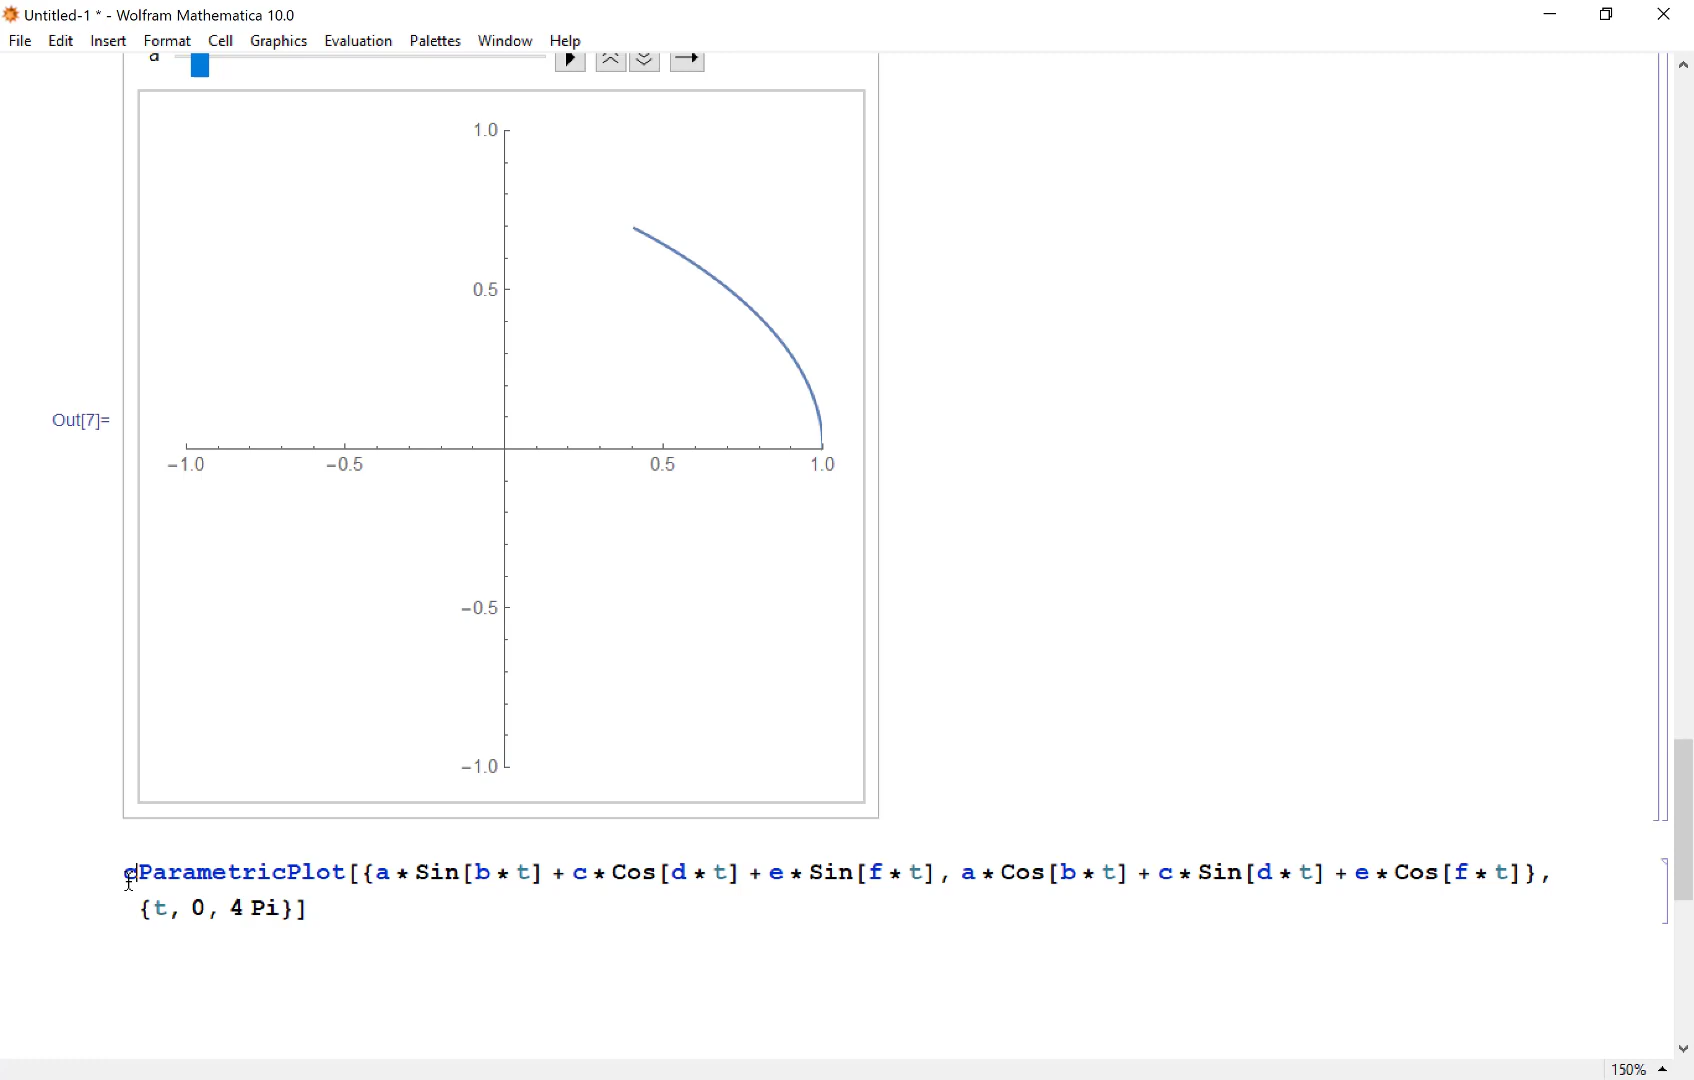 Untitled-1 * - Wolfram Mathematica 10.0
File Edit Insert Format Cell Graphics Evaluation Palettes Window Help
a
1.0
0.5
Out[7]=
-1.0 -0.5 0.5 1.0
-0.5
-1.0
cParametricPlot[{a * Sin[b * t] + c * Cos[d * t] + e * Sin[f * t], a * Cos[b * t] + c * Sin[d * t] + e * Cos[f * t]},
{t, 0, 4 Pi}]
150%